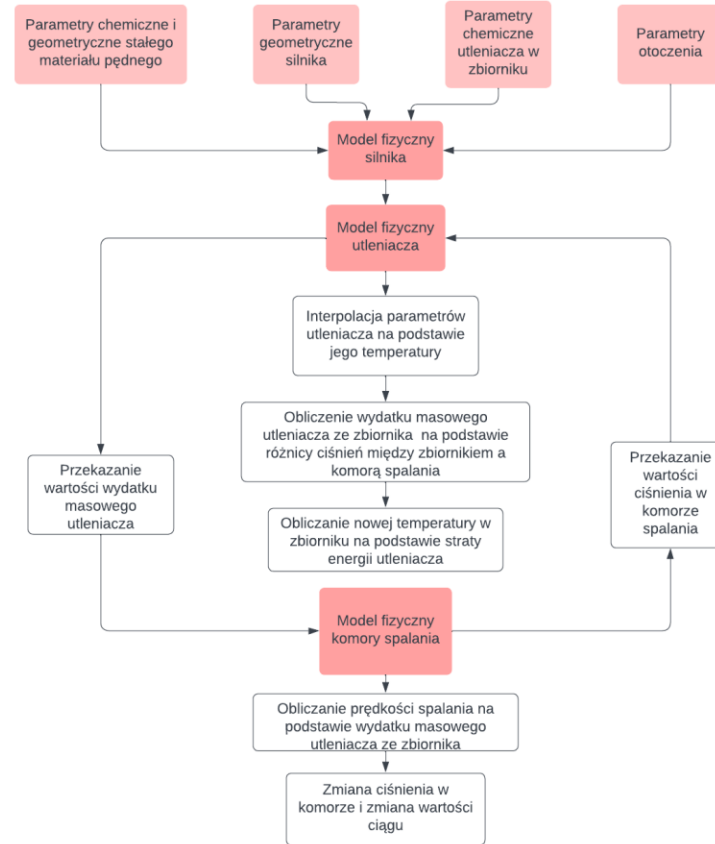 Parametry chemiczne i
geometryczne stałego
materiału pędnego
Parametry
geometryczne
silnika
Parametry
chemiczne
utleniacza w
zbiorniku
Parametry
otoczenia
Model fizyczny
silnika
Model fizyczny
utleniacza
Interpolacja parametrów
utleniacza na podstawie
jego temperatury
Obliczenie wydatku masowego
utleniacza ze zbiornika na podstawie
różnicy ciśnień między zbiornikiem a
komorą spalania
Przekazanie
wartości wydatku
masowego
utleniacza
Przekazanie
wartości
ciśnienia w
komorze
spalania
Obliczanie nowej temperatury w
zbiorniku na podstawie straty
energii utleniacza
Model fizyczny
komory spalania
Obliczanie prędkości spalania na
podstawie wydatku masowego
utleniacza ze zbiornika
Zmiana ciśnienia w
komorze i zmiana wartości
ciągu